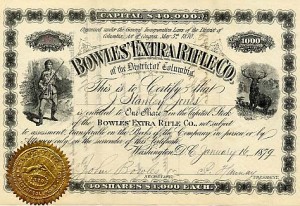 CAPITAL $40,000.
Organized under the General Incorporation Laws of the District of
Columbia, Act of Congress, May 5th 1870.
1000
BOWLES' EXTRA RIFLE CO.
of the District of Columbia.
This is to Certify that
Stanley
is entitled to One Share in the Capital Stock
of the BOWLES' EXTRA RIFLE CO., not subject
to assessment, transferable on the Books of the Company in person or by
attorney on the surrender of this Certificate.
Washington, D.C. January 16, 1879
SECRETARY.
PRESIDENT.
40 SHARES $1,000 EACH.